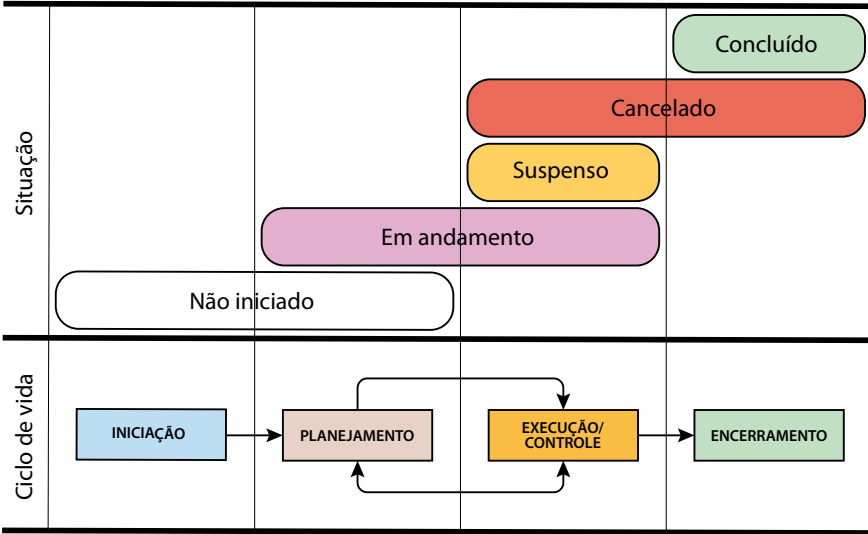 Situação
Concluído
Cancelado
Suspenso
Em andamento
Não iniciado
Ciclo de vida
INICIAÇÃO
PLANEJAMENTO
EXECUÇÃO/
CONTROLE
ENCERRAMENTO